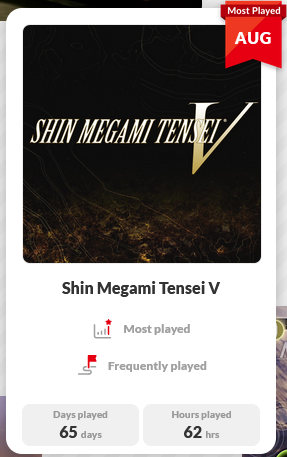 Most Played
AUG
SHIN MEGAMI TENSEI V
Shin Megami Tensei V
Most played
Frequently played
Days played
Hours played
65 days
62 hrs